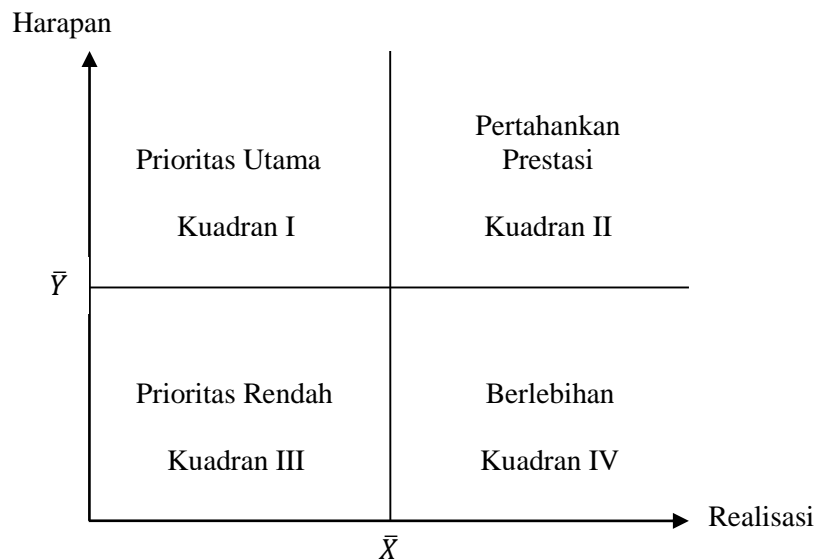 Harapan
Pertahankan
Prestasi
Prioritas Utama
Kuadran I
Kuadran II
Y̅
Prioritas Rendah
Berlebihan
Kuadran III
Kuadran IV
Realisasi
X̅